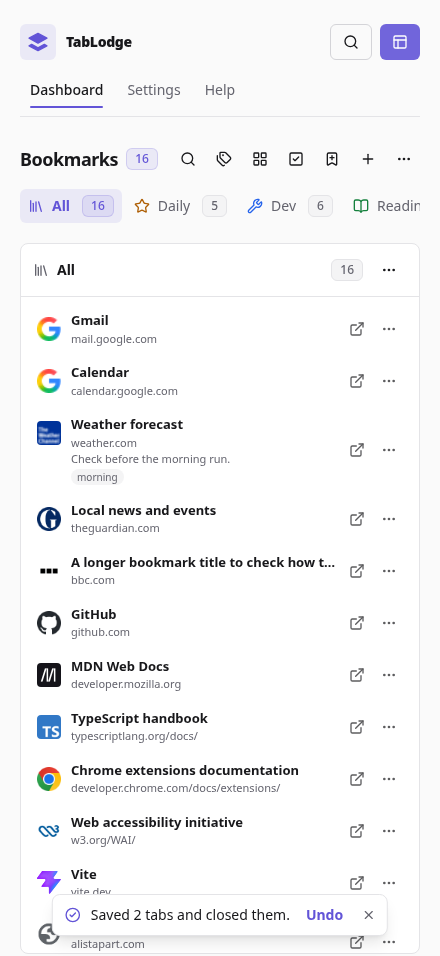 TabLodge
Dashboard Settings Help
Bookmarks 16
All 16 Daily 5 Dev 6 Readin
All 16
Gmail
mail.google.com
Calendar
calendar.google.com
Weather forecast
weather.com
Check before the morning run.
morning
Local news and events
theguardian.com
A longer bookmark title to check how t...
bbc.com
GitHub
github.com
MDN Web Docs
developer.mozilla.org
TypeScript handbook
typescriptlang.org/docs/
Chrome extensions documentation
developer.chrome.com/docs/extensions/
Web accessibility initiative
w3.org/WAI/
Vite
vite.dev
Saved 2 tabs and closed them. Undo
alistapart.com